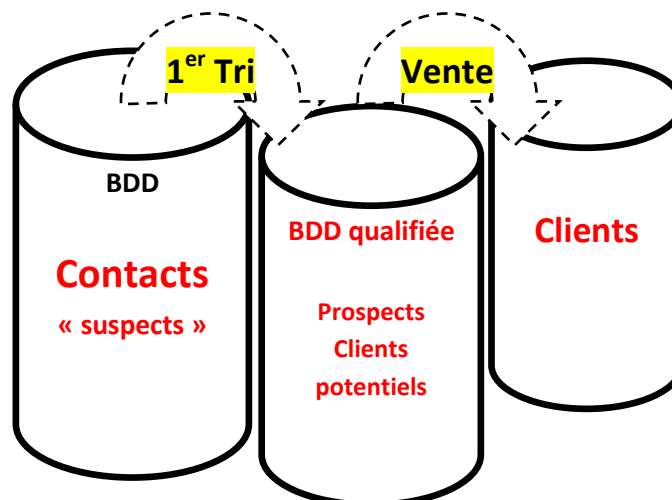 1er Tri
Vente
BDD
Contacts
« suspects »
BDD qualifiée
Prospects
Clients
potentiels
Clients